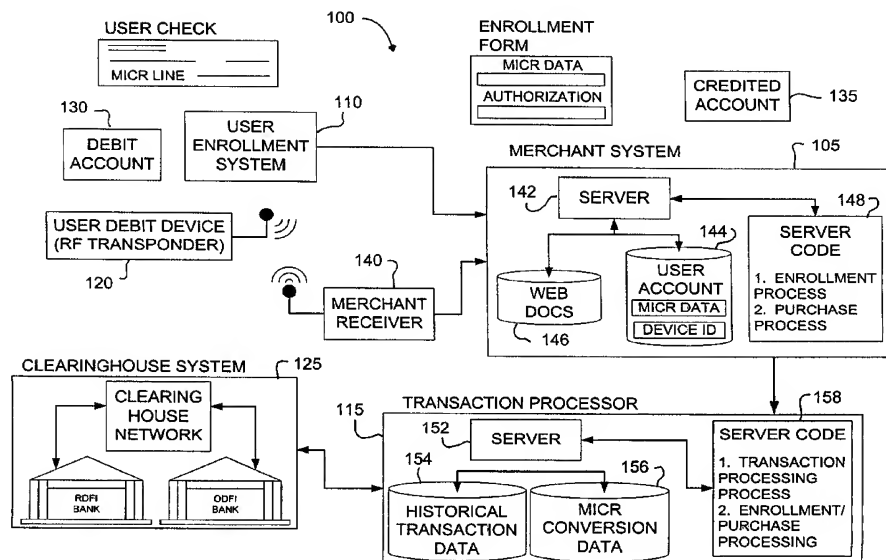 USER CHECK
MICR LINE
100
ENROLLMENT
FORM
MICR DATA
AUTHORIZATION
CREDITED
ACCOUNT
135
130
DEBIT
ACCOUNT
110
USER
ENROLLMENT
SYSTEM
MERCHANT SYSTEM
105
142
SERVER
148
SERVER
CODE
1. ENROLLMENT
PROCESS
2. PURCHASE
PROCESS
144
USER
ACCOUNT
MICR DATA
DEVICE ID
WEB
DOCS
146
USER DEBIT DEVICE
(RF TRANSPONDER)
120
140
MERCHANT
RECEIVER
CLEARINGHOUSE SYSTEM
125
CLEARING
HOUSE
NETWORK
RDFI
BANK
ODFI
BANK
TRANSACTION PROCESSOR
115
152
SERVER
154
HISTORICAL
TRANSACTION
DATA
156
MICR
CONVERSION
DATA
158
SERVER CODE
1. TRANSACTION
PROCESSING
PROCESS
2. ENROLLMENT/
PURCHASE
PROCESSING